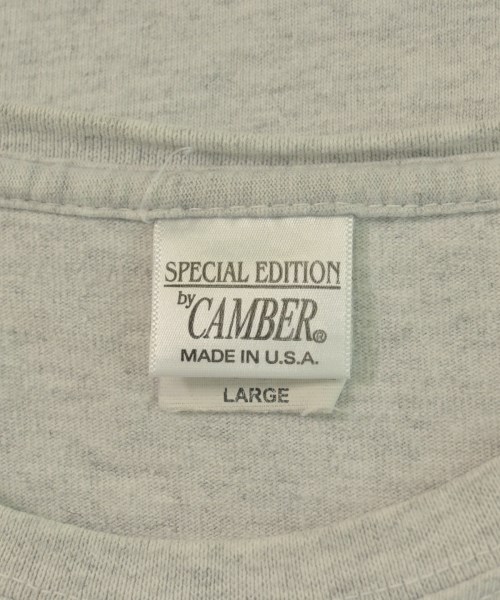 SPECIAL EDITION
by CAMBER®
MADE IN U.S.A.
LARGE